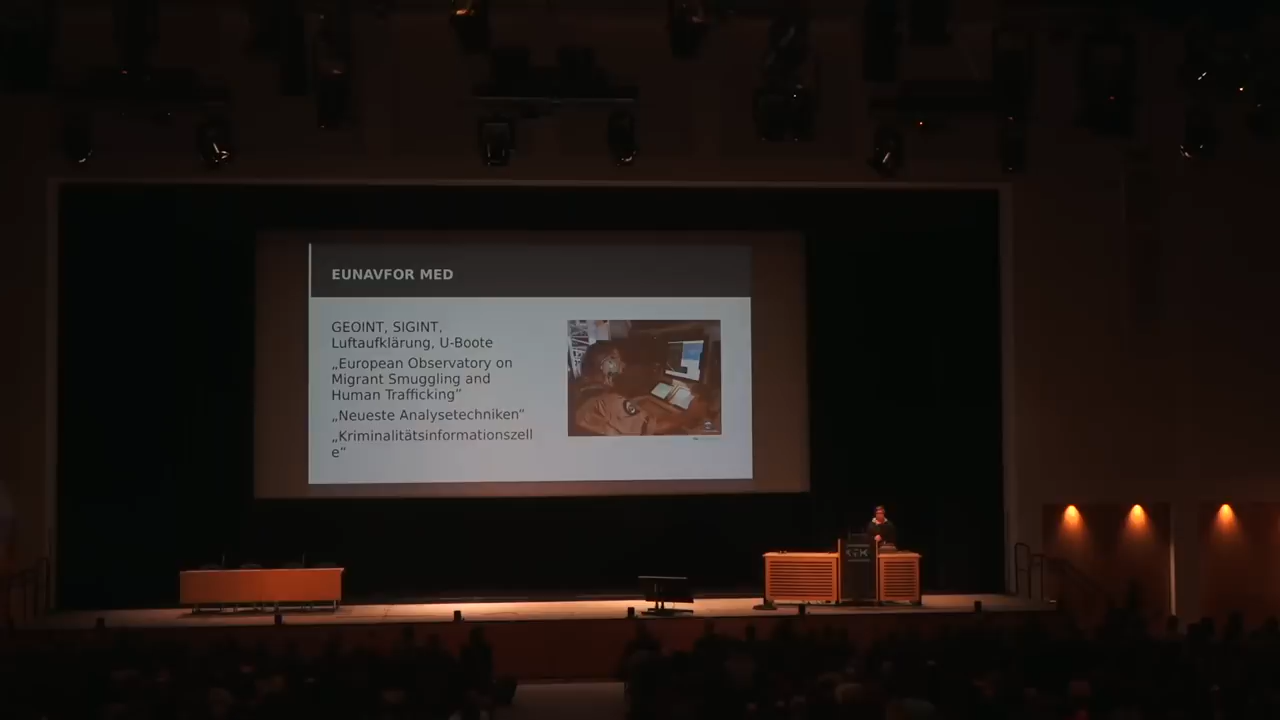 EUNAVFOR MED
GEOINT, SIGINT,
Luftaufklärung, U-Boote
„European Observatory on
Migrant Smuggling and
Human Trafficking”
„Neueste Analysetechniken”
„Kriminalitätsinformationszell
e”